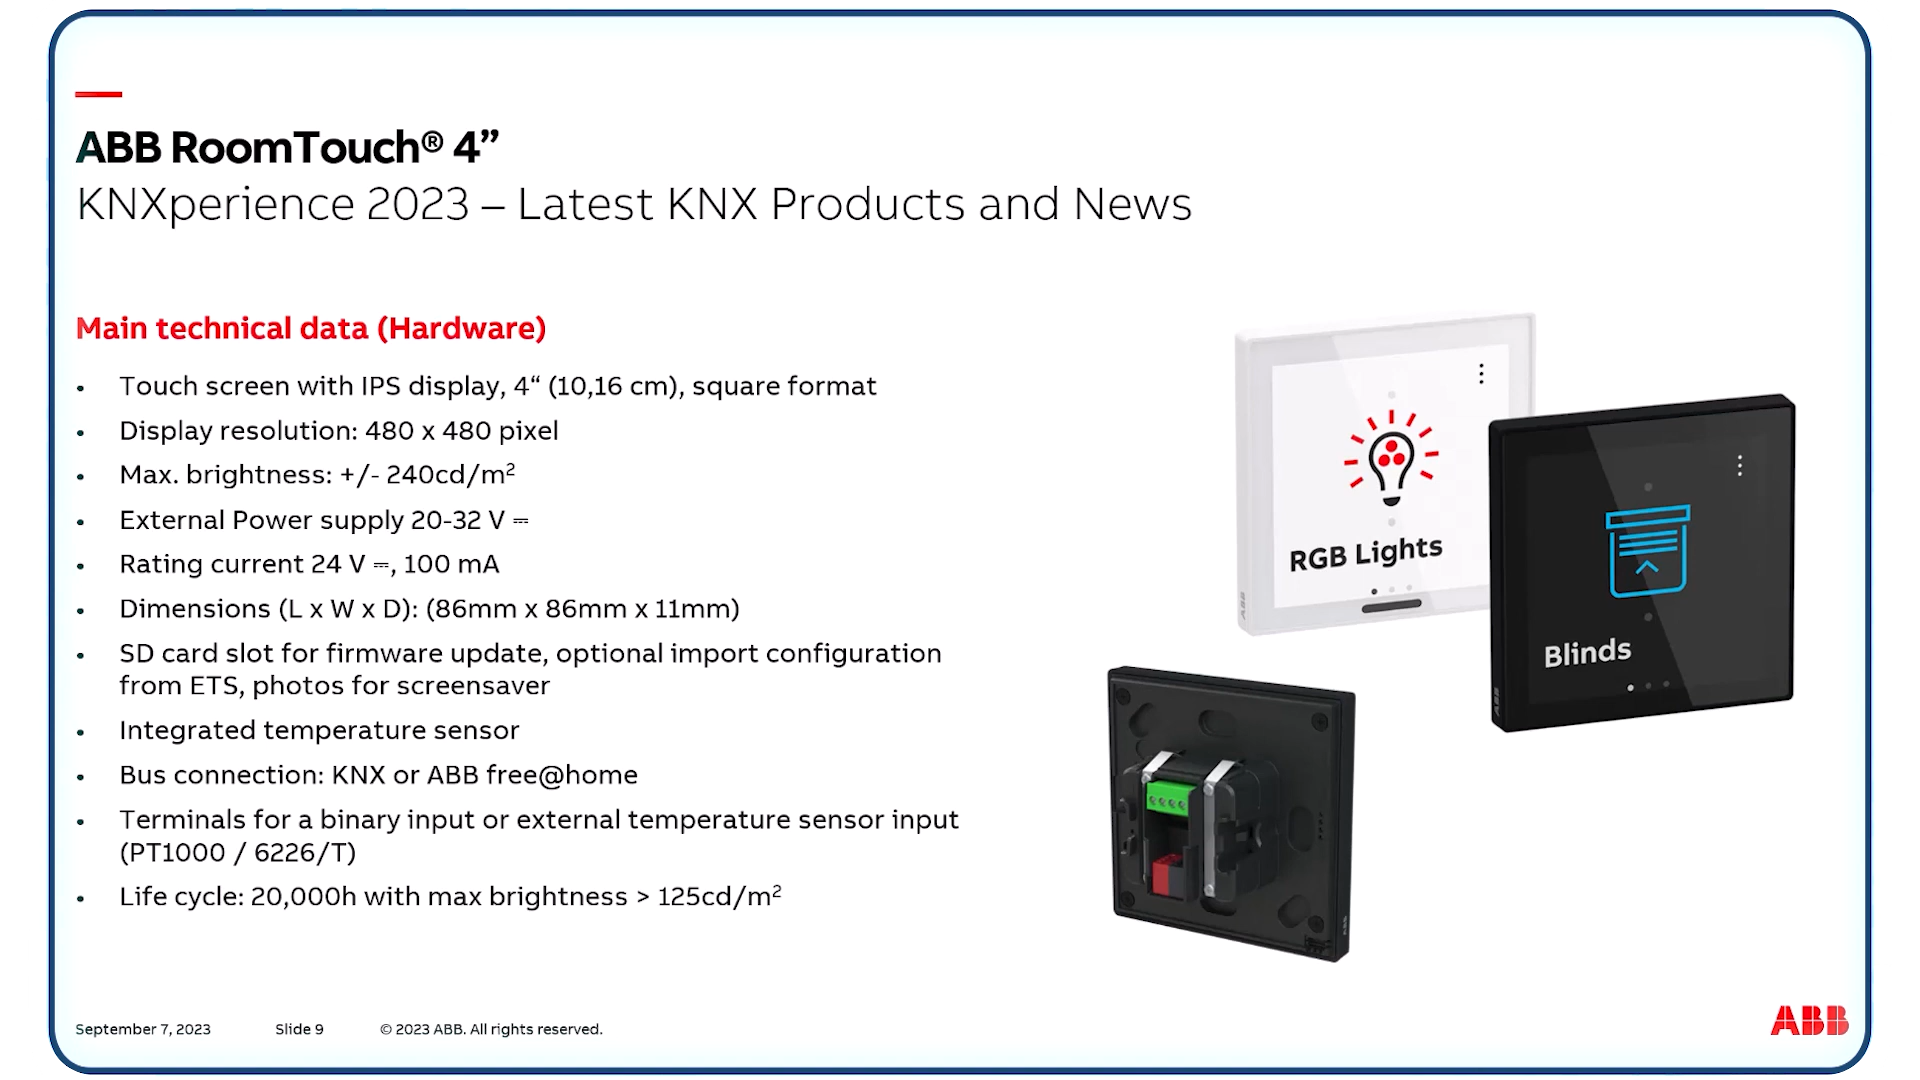 ABB RoomTouch® 4”
KNXperience 2023 – Latest KNX Products and News
Main technical data (Hardware)
• Touch screen with IPS display, 4“ (10,16 cm), square format
• Display resolution: 480 x 480 pixel
• Max. brightness: +/- 240cd/m²
• External Power supply 20-32 V ⎓
• Rating current 24 V ⎓, 100 mA
• Dimensions (L x W x D): (86mm x 86mm x 11mm)
• SD card slot for firmware update, optional import configuration
from ETS, photos for screensaver
• Integrated temperature sensor
• Bus connection: KNX or ABB free@home
• Terminals for a binary input or external temperature sensor input
(PT1000 / 6226/T)
• Life cycle: 20,000h with max brightness > 125cd/m²
RGB Lights
ABB
Blinds
ABB
ABB
September 7, 2023 Slide 9 © 2023 ABB. All rights reserved.
ABB